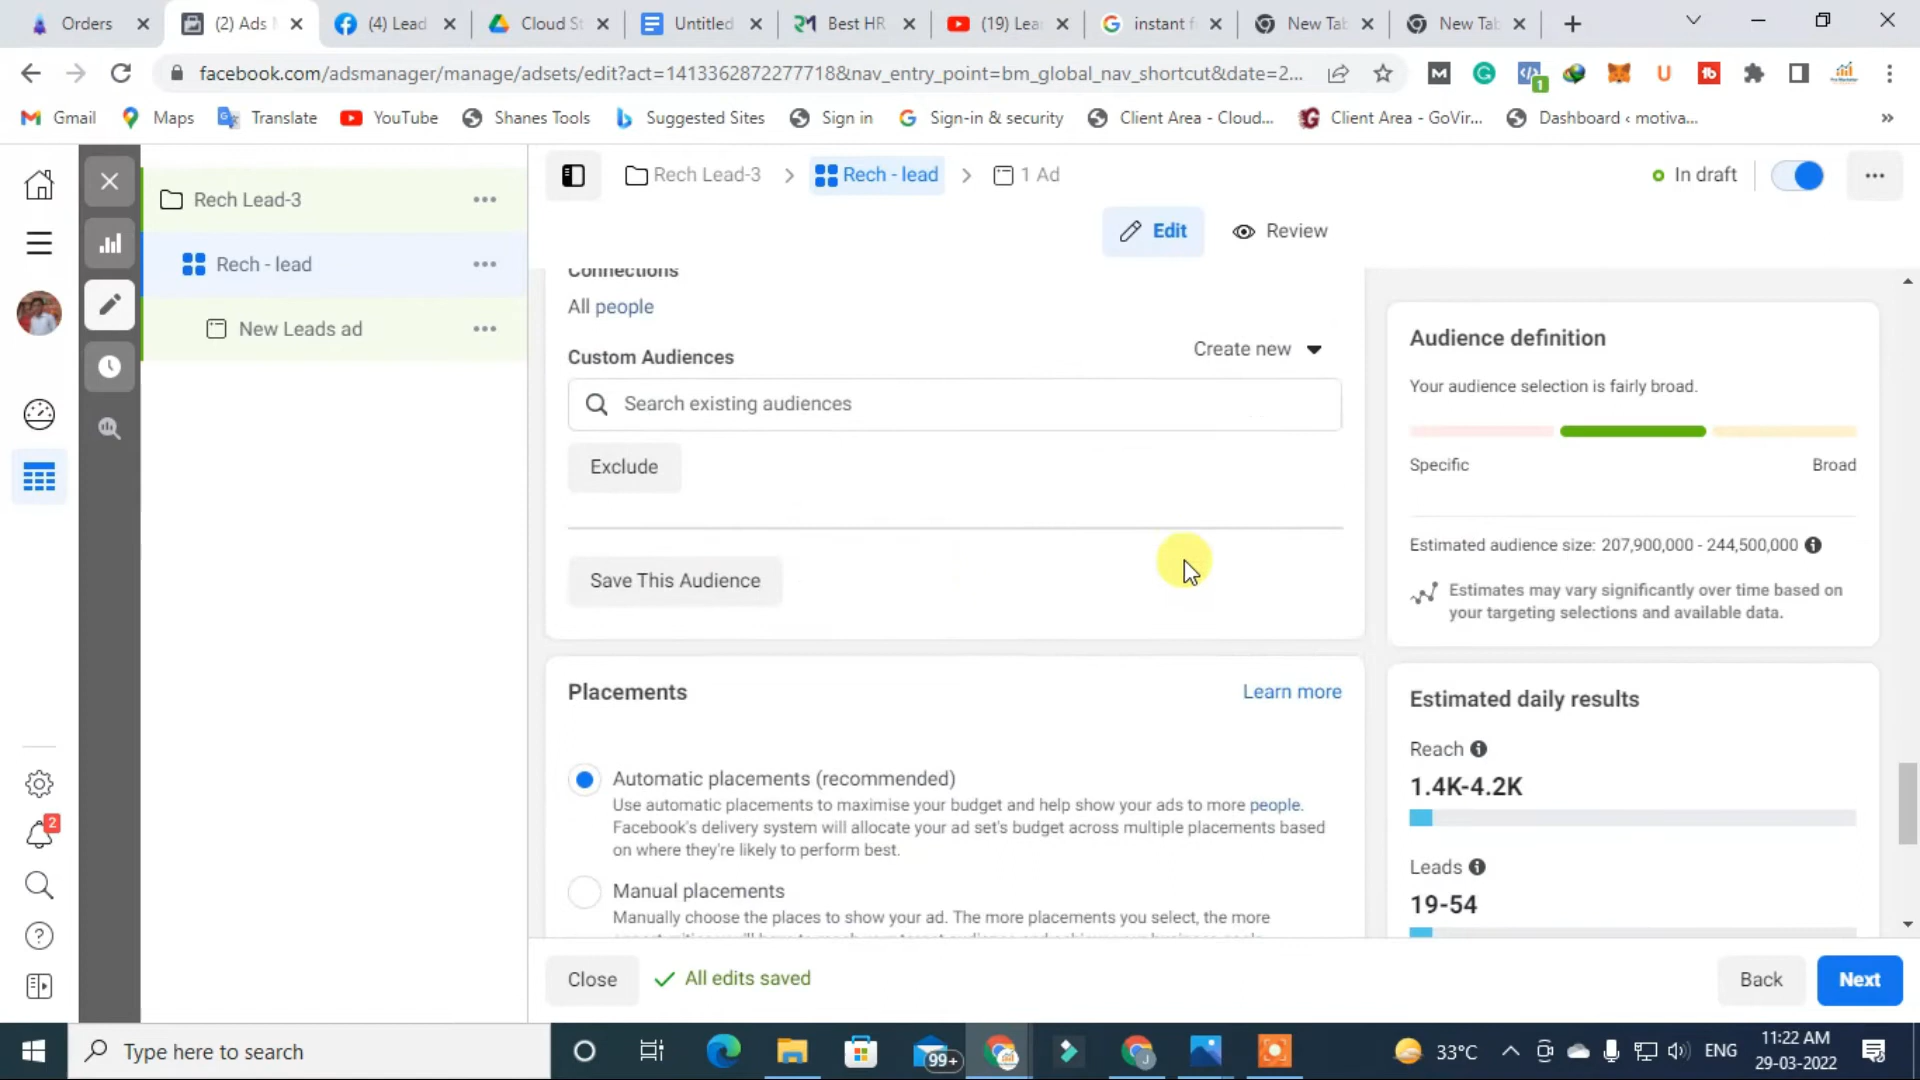 Orders
(2) Ads
(4) Lead
Cloud St
Untitled
Best HR
(19) Lea
instant f
New Tab
New Tab
facebook.com/adsmanager/manage/adsets/edit?act=1413362872277718&nav_entry_point=bm_global_nav_shortcut&date=2...
1
Gmail
Maps
Translate
YouTube
Shanes Tools
Suggested Sites
Sign in
Sign-in & security
Client Area - Cloud...
Client Area - GoVir...
Dashboard ‹ motiva...
»
Rech Lead-3
Rech - lead
New Leads ad
Rech Lead-3
Rech - lead
1 Ad
In draft
Edit
Review
Connections
All people
Custom Audiences
Create new
Search existing audiences
Exclude
Save This Audience
Placements
Learn more
Automatic placements (recommended)
Use automatic placements to maximise your budget and help show your ads to more people.
Facebook's delivery system will allocate your ad set's budget across multiple placements based
on where they're likely to perform best.
Manual placements
Manually choose the places to show your ad. The more placements you select, the more
Audience definition
Your audience selection is fairly broad.
Specific
Broad
Estimated audience size: 207,900,000 - 244,500,000
Estimates may vary significantly over time based on
your targeting selections and available data.
Estimated daily results
Reach
1.4K-4.2K
Leads
19-54
2
Close
All edits saved
Back
Next
Type here to search
99+
33°C
ENG
11:22 AM
29-03-2022